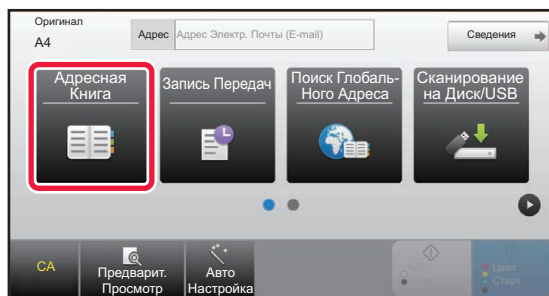 Оригинал
A4
Адрес
Адрес Электр. Почты (E-mail)
Сведения
Адресная
Книга
Запись Передач
Поиск Глобаль-
Ного Адреса
Сканирование
на Диск/USB
CA
Предварит.
Просмотр
Авто
Настройка
Ч/Б
Старт
Цвет
Старт